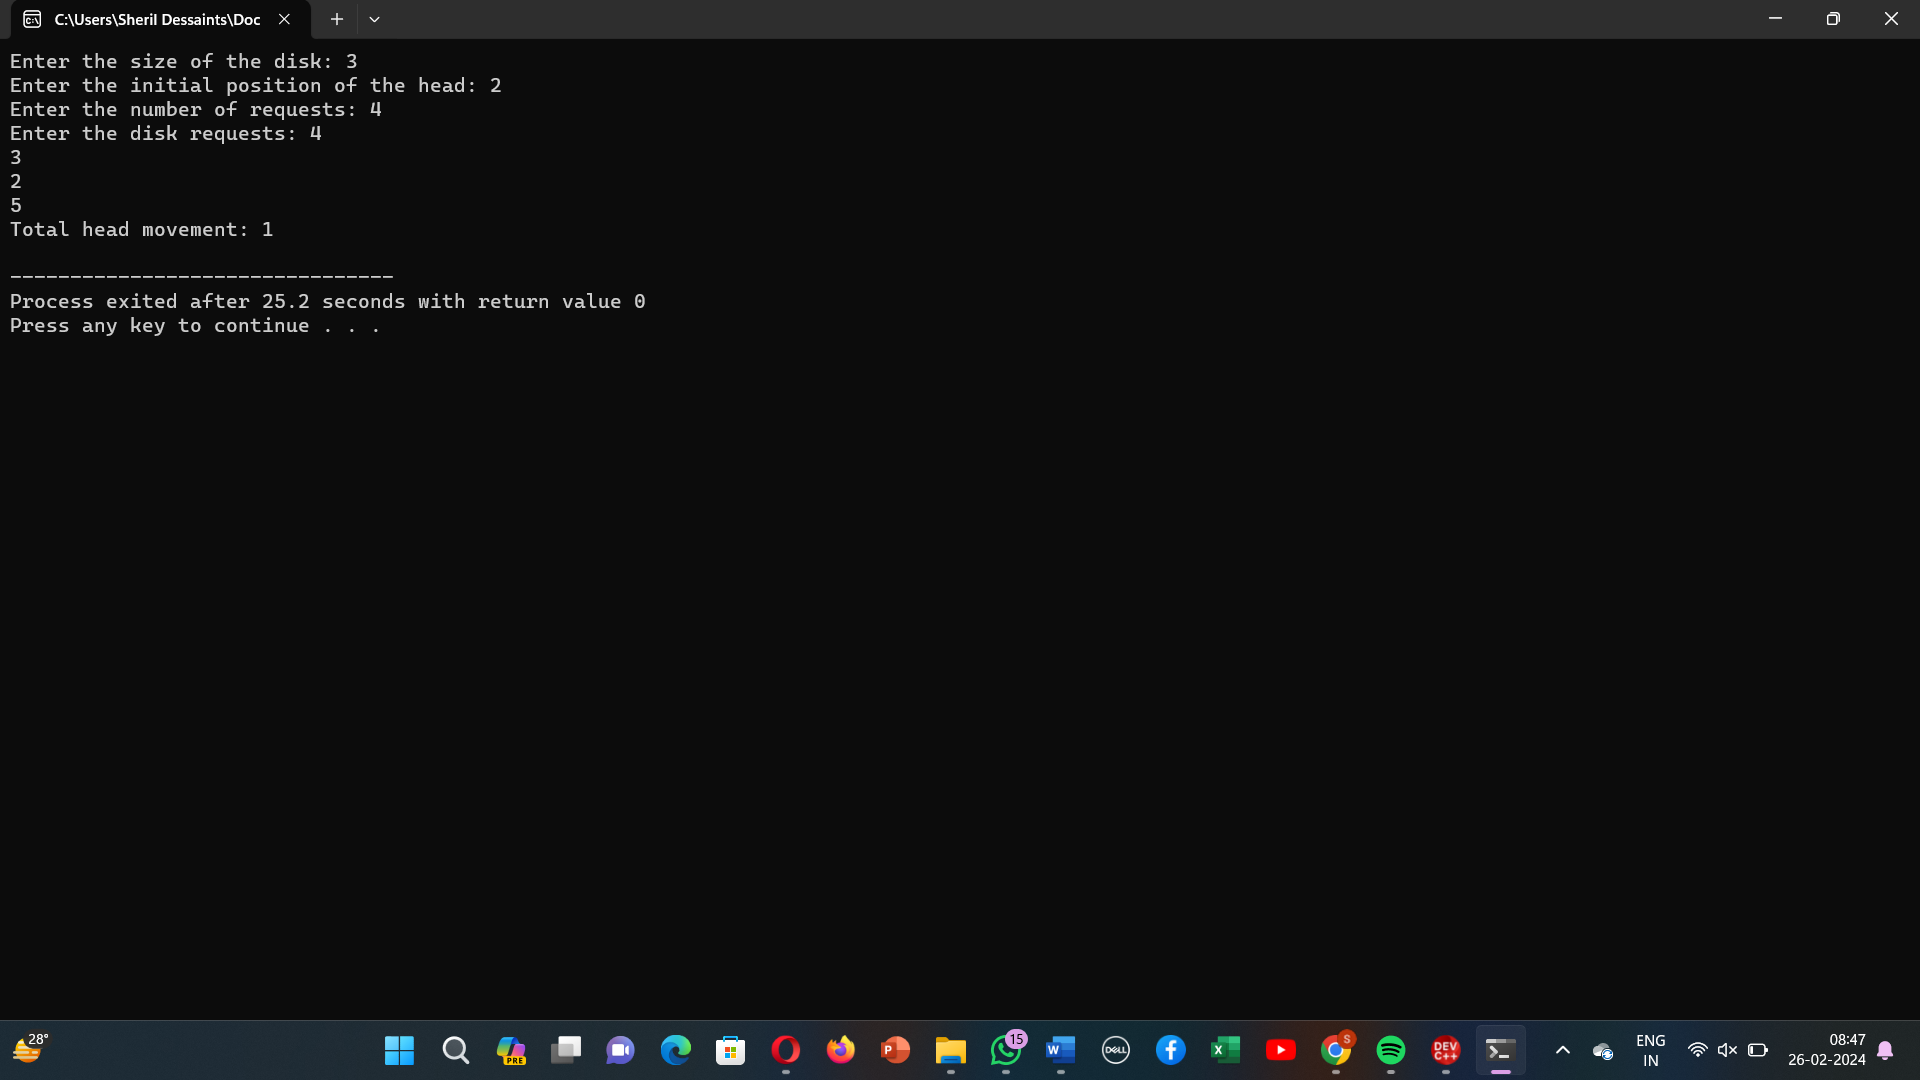 C:\Users\Sheril Dessaints\Doc
Enter the size of the disk: 3
Enter the initial position of the head: 2
Enter the number of requests: 4
Enter the disk requests: 4
3
2
5
Total head movement: 1
--------------------------------
Process exited after 25.2 seconds with return value 0
Press any key to continue . . .
28°
PRE
P
15
W
DELL
X
S
DEV
C++
ENG
IN
08:47
26-02-2024